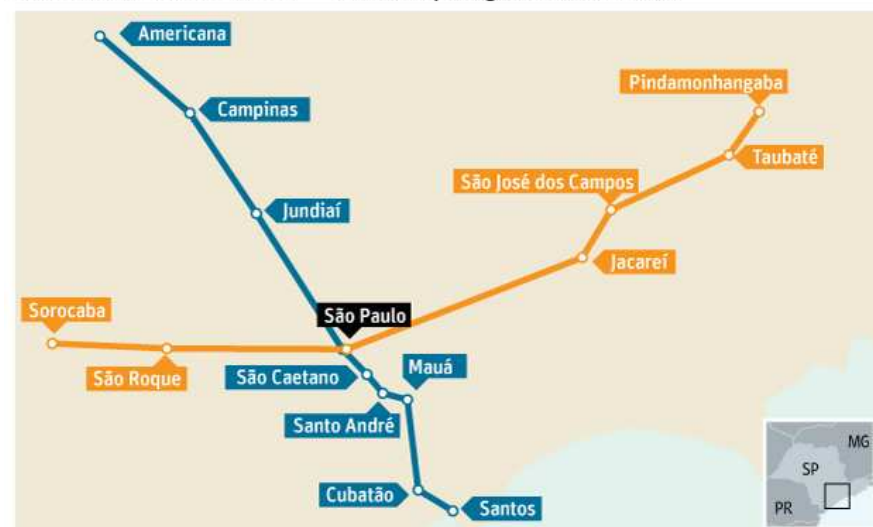 Americana
Pindamonhangaba
Campinas
Taubaté
São José dos Campos
Jundiaí
Jacareí
Sorocaba
São Paulo
São Roque
São Caetano
Mauá
Santo André
Cubatão
Santos
MG
SP
PR